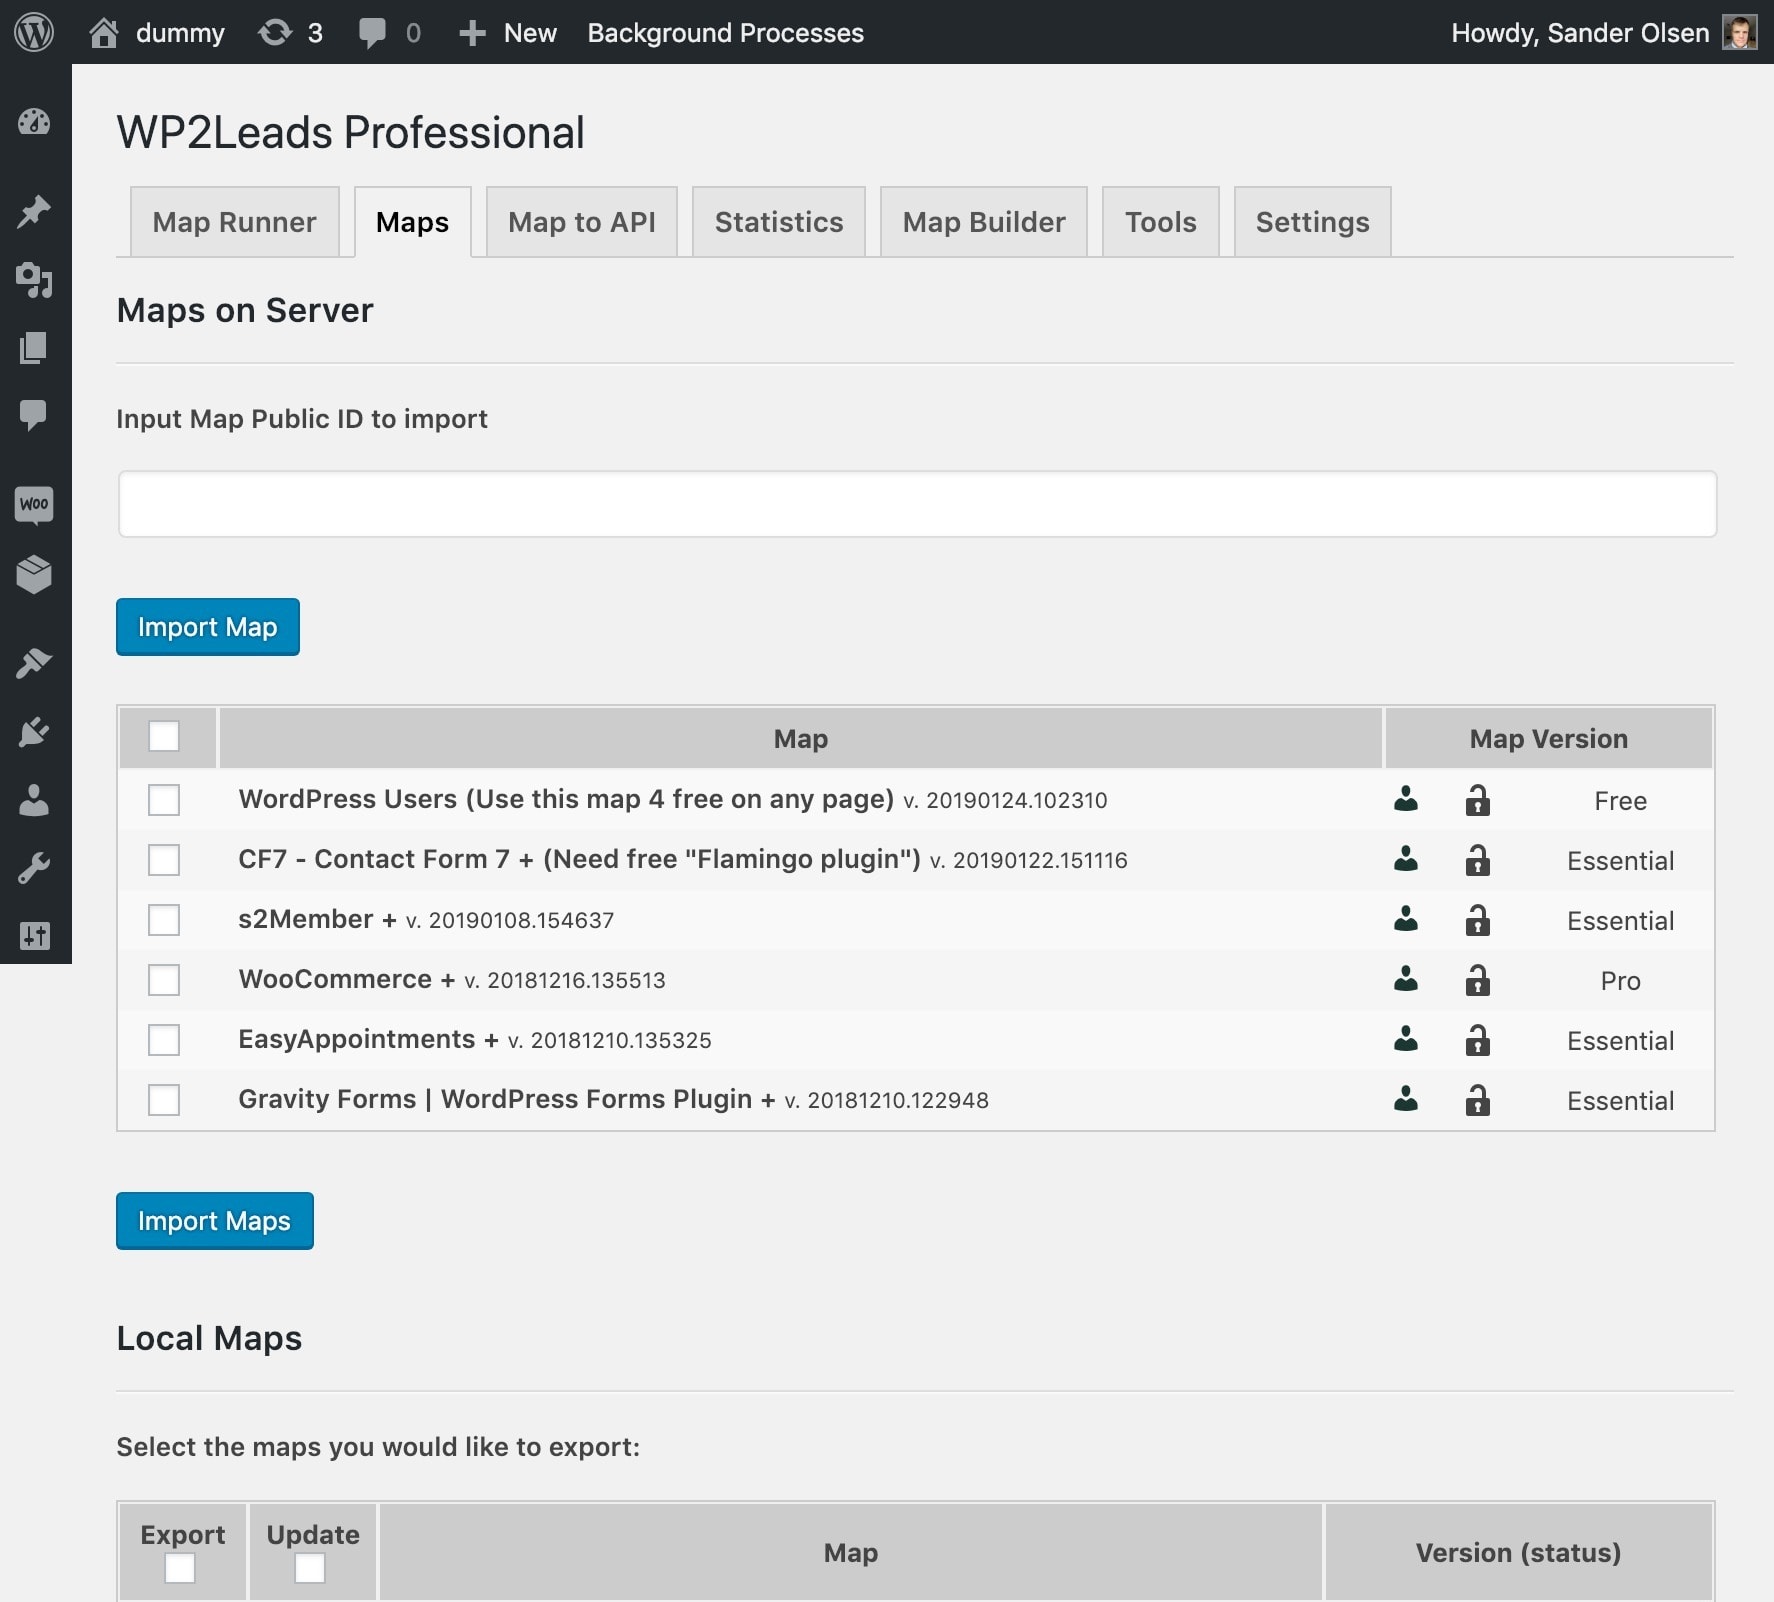 dummy 3 0 New Background Processes Howdy, Sander Olsen
WP2Leads Professional
Map Runner Maps Map to API Statistics Map Builder Tools Settings
Maps on Server
Input Map Public ID to import
Woo
Import Map
Map Map Version
WordPress Users (Use this map 4 free on any page) v. 20190124.102310 Free
CF7 - Contact Form 7 + (Need free "Flamingo plugin") v. 20190122.151116 Essential
s2Member + v. 20190108.154637 Essential
WooCommerce + v. 20181216.135513 Pro
EasyAppointments + v. 20181210.135325 Essential
Gravity Forms | WordPress Forms Plugin + v. 20181210.122948 Essential
Import Maps
Local Maps
Select the maps you would like to export:
Export Update Map Version (status)